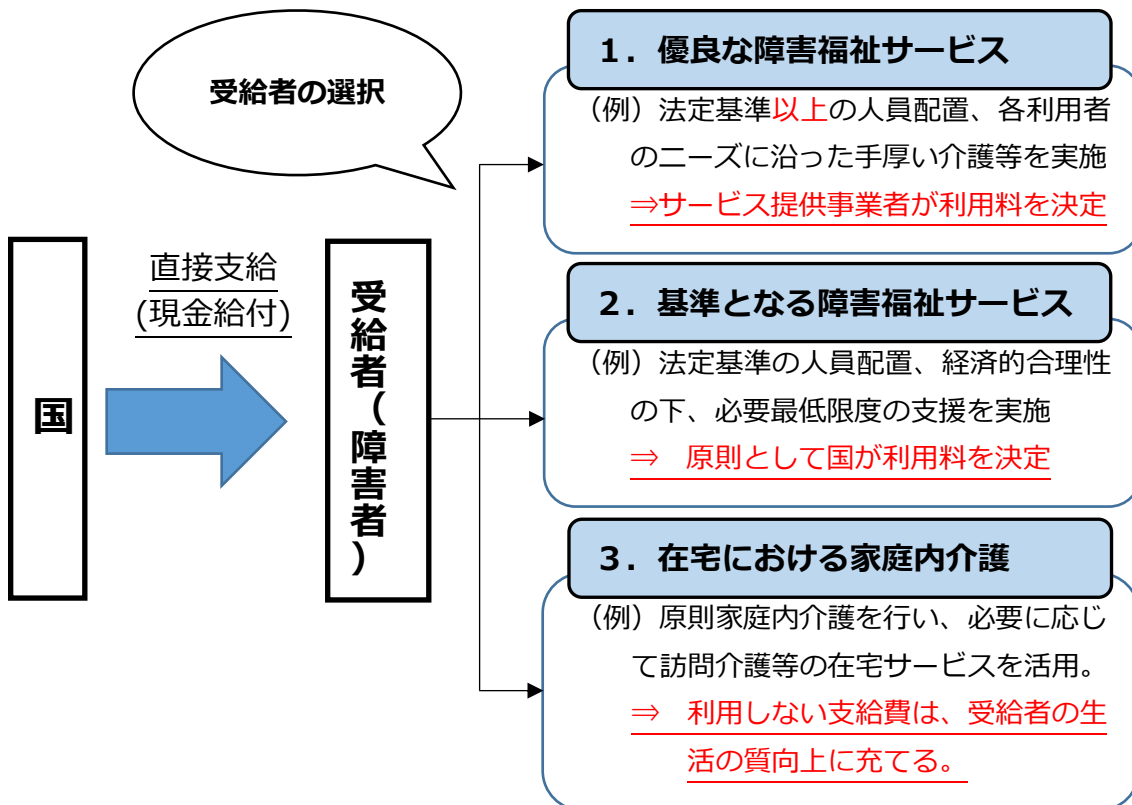 受給者の選択
国
直接支給
(現金給付)
受給者(障害者)
１．優良な障害福祉サービス
（例）法定基準以上の人員配置、各利用者
のニーズに沿った手厚い介護等を実施
⇒サービス提供事業者が利用料を決定
２．基準となる障害福祉サービス
（例）法定基準の人員配置、経済的合理性
の下、必要最低限度の支援を実施
⇒　原則として国が利用料を決定
３．在宅における家庭内介護
（例）原則家庭内介護を行い、必要に応じ
て訪問介護等の在宅サービスを活用。
⇒　利用しない支給費は、受給者の生
活の質向上に充てる。